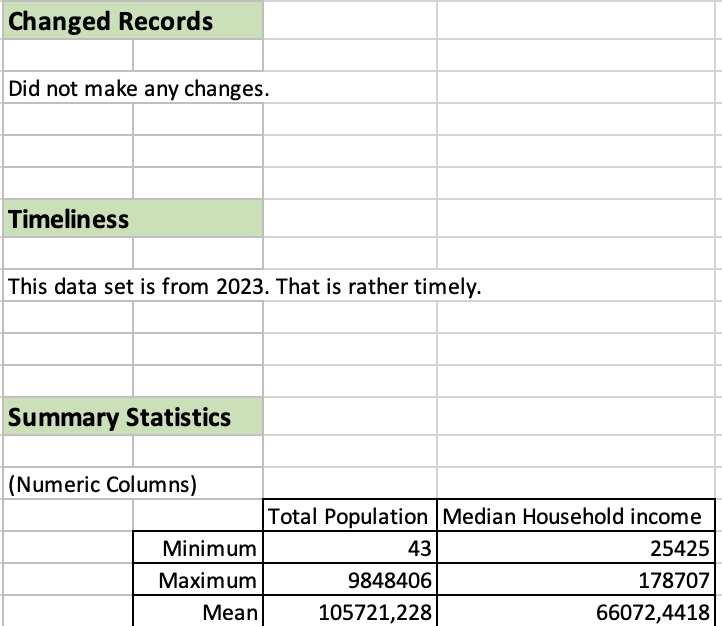 Changed Records
Did not make any changes.
Timeliness
This data set is from 2023. That is rather timely.
Summary Statistics
(Numeric Columns)
Total Population Median Household income
Minimum 43 25425
Maximum 9848406 178707
Mean 105721,228 66072,4418